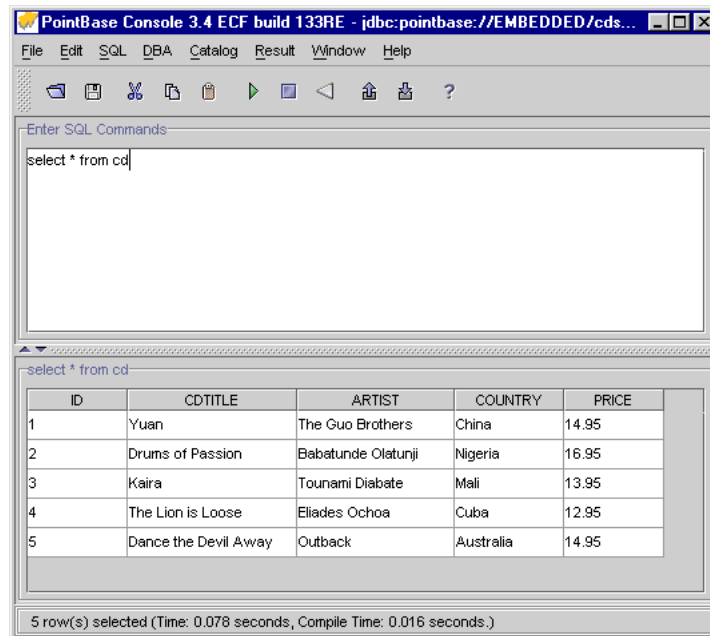 PointBase Console 3.4 ECF build 133RE - jdbc:pointbase://EMBEDDED/cds...
File Edit SQL DBA Catalog Result Window Help
?
Enter SQL Commands
select * from cd
select * from cd
ID CDTITLE ARTIST COUNTRY PRICE
1 Yuan The Guo Brothers China 14.95
2 Drums of Passion Babatunde Olatunji Nigeria 16.95
3 Kaira Tounami Diabate Mali 13.95
4 The Lion is Loose Eliades Ochoa Cuba 12.95
5 Dance the Devil Away Outback Australia 14.95
5 row(s) selected (Time: 0.078 seconds, Compile Time: 0.016 seconds.)